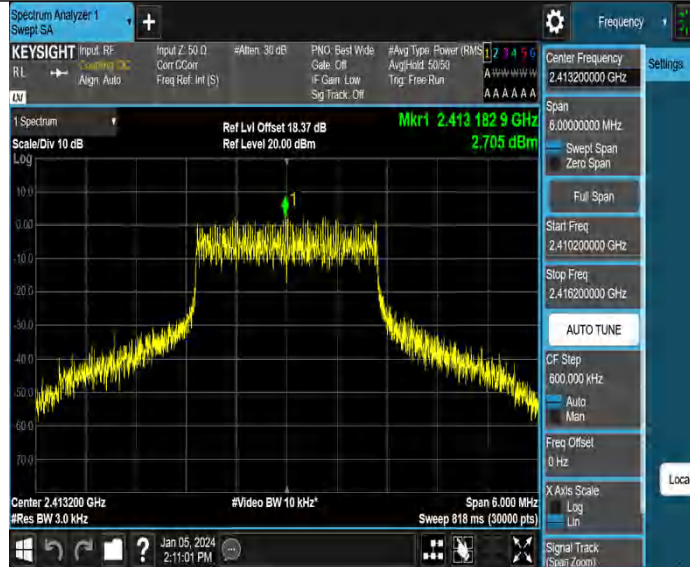 Spectrum Analyzer 1
Swept SA
+
Frequency
KEYSIGHT
Input: RF
Coupling: DC
Align: Auto
Input Z: 50 Ω
Corr CCorr
Freq Ref: Int (S)
#Atten: 30 dB
PNO: Best Wide
Gate: Off
IF Gain: Low
Sig Track: Off
#Avg Type: Power (RMS
Avg|Hold: 50/50
Trig: Free Run
1 2 3 4 5 6
A W W W W W
A A A A A A
RL
LXI
1 Spectrum
Scale/Div 10 dB
Log
Ref Lvl Offset 18.37 dB
Ref Level 20.00 dBm
Mkr1 2.413 182 9 GHz
2.705 dBm
1
10.0
0.00
-10.0
-20.0
-30.0
-40.0
-50.0
-60.0
-70.0
Center 2.413200 GHz
#Res BW 3.0 kHz
#Video BW 10 kHz*
Span 6.000 MHz
Sweep 818 ms (30000 pts)
?
Jan 05, 2024
2:11:01 PM
Center Frequency
2.413200000 GHz
Span
6.00000000 MHz
Swept Span
Zero Span
Full Span
Start Freq
2.410200000 GHz
Stop Freq
2.416200000 GHz
AUTO TUNE
CF Step
600.000 kHz
Auto
Man
Freq Offset
0 Hz
X Axis Scale
Log
Lin
Signal Track
(Span Zoom)
Settings
Loca